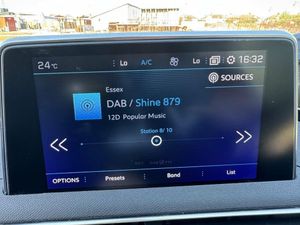 24°C Lo A/C Lo 16:32
SOURCES
Essex
DAB / Shine 879
12D Popular Music
Station 8/ 10
OPTIONS Presets Band List